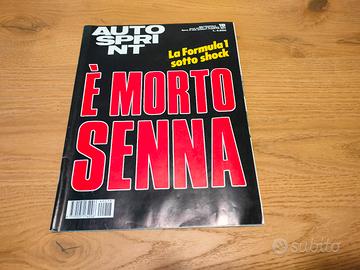 AUTO
SPRI
NT
La Formula 1
sotto shock
È MORTO
SENNA
subito